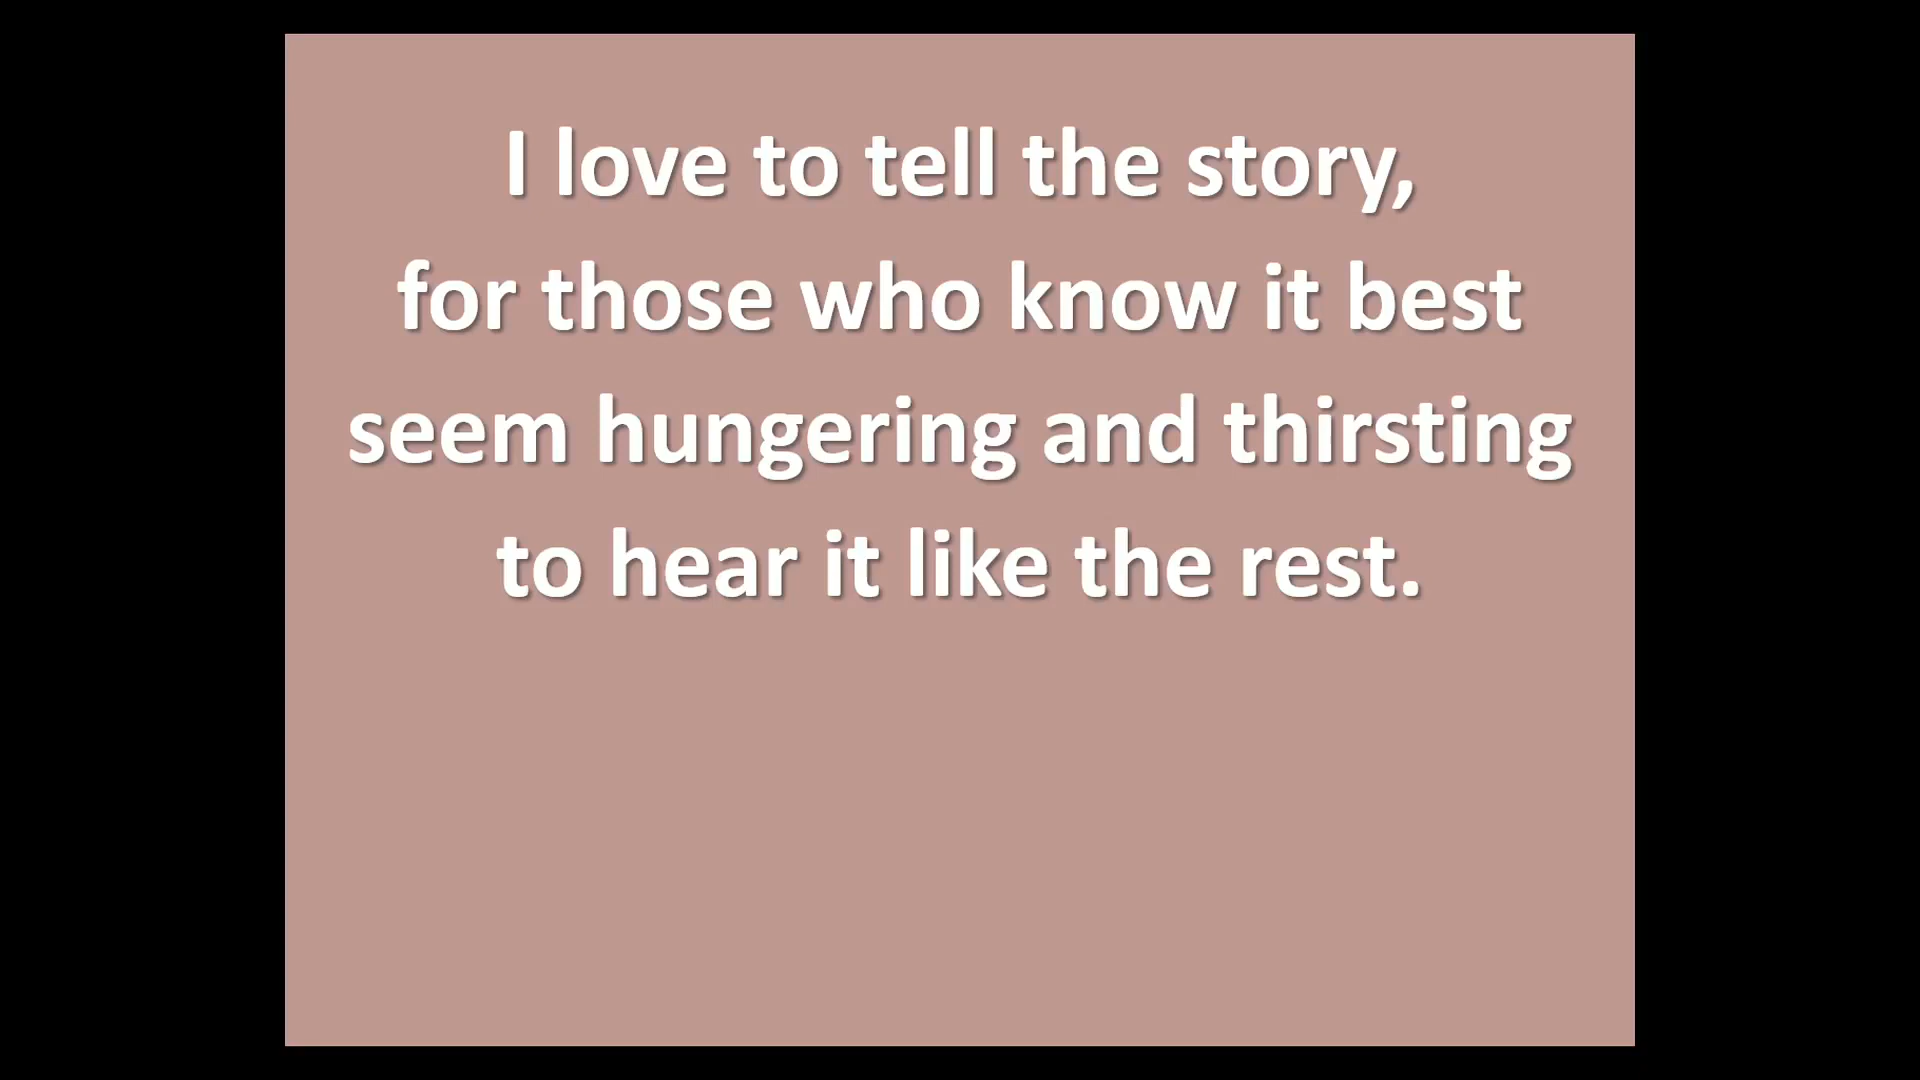 I love to tell the story,
for those who know it best
seem hungering and thirsting
to hear it like the rest.